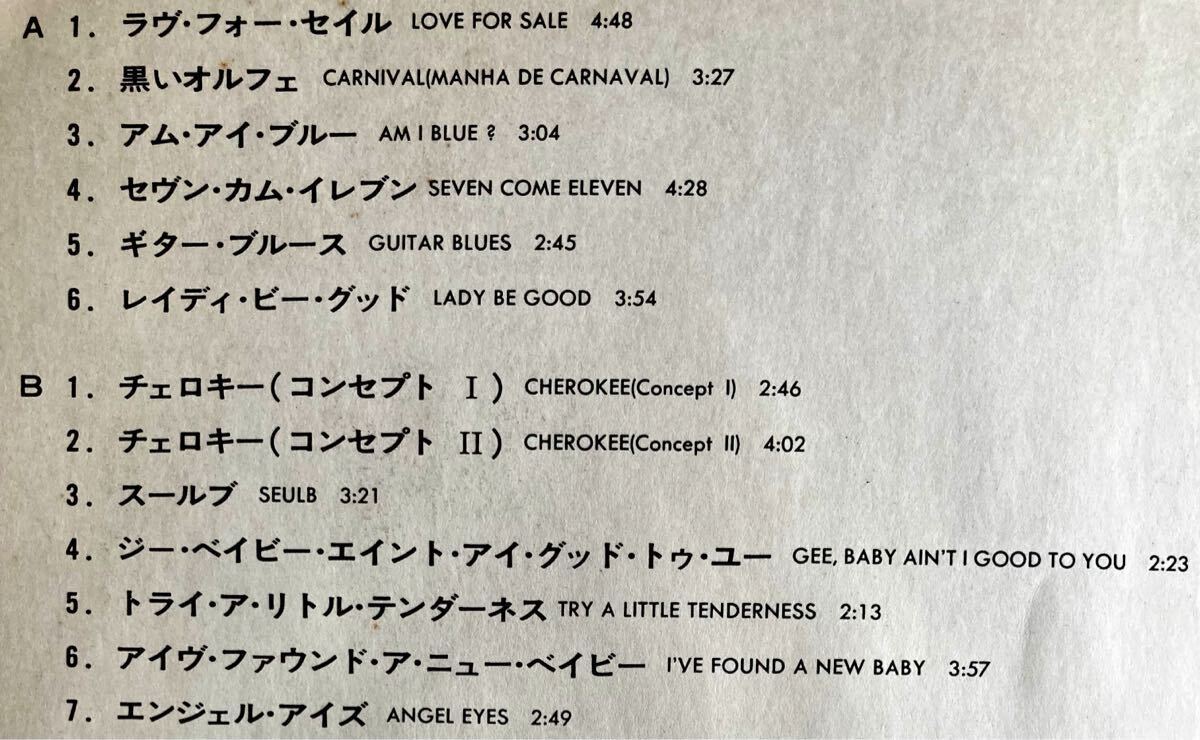 A 1. ラヴ・フォー・セイル LOVE FOR SALE 4:48
2. 黒いオルフェ CARNIVAL(MANHA DE CARNAVAL) 3:27
3. アム・アイ・ブルー AM I BLUE ? 3:04
4. セヴン・カム・イレブン SEVEN COME ELEVEN 4:28
5. ギター・ブルース GUITAR BLUES 2:45
6. レイディ・ビー・グッド LADY BE GOOD 3:54
B 1. チェロキー(コンセプト I) CHEROKEE(Concept I) 2:46
2. チェロキー(コンセプト II) CHEROKEE(Concept II) 4:02
3. スールブ SEULB 3:21
4. ジー・ベイビー・エイント・アイ・グッド・トゥ・ユー GEE, BABY AIN'T I GOOD TO YOU 2:23
5. トライ・ア・リトル・テンダーネス TRY A LITTLE TENDERNESS 2:13
6. アイヴ・ファウンド・ア・ニュー・ベイビー I'VE FOUND A NEW BABY 3:57
7. エンジェル・アイズ ANGEL EYES 2:49